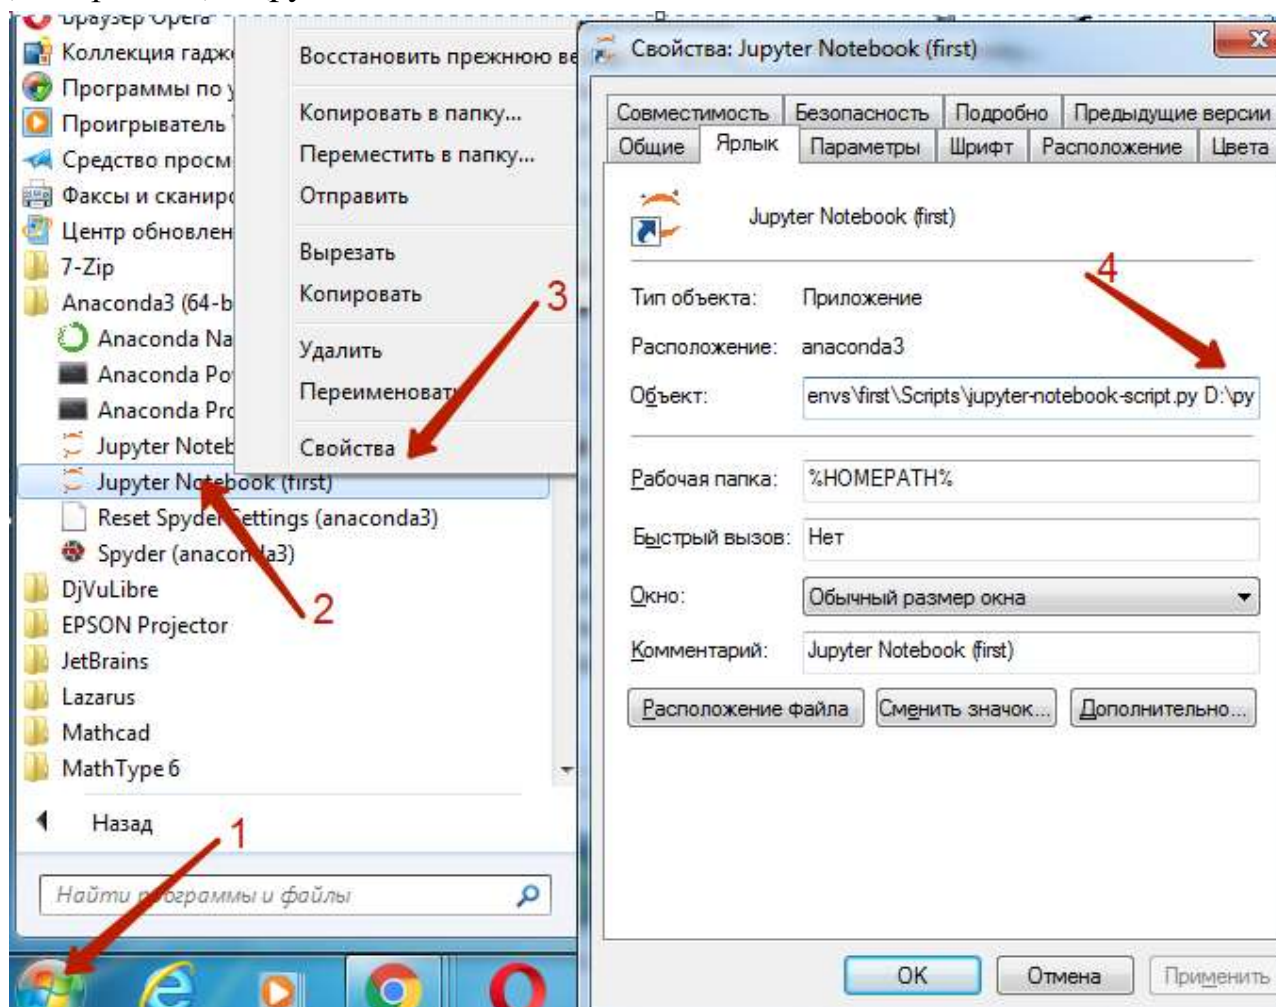 Браузер Opera
Коллекция гадж
Программы по у
Проигрыватель
Средство просм
Факсы и сканиро
Центр обновлен
7-Zip
Anaconda3 (64-b
Anaconda Na
Anaconda Po
Anaconda Pro
Jupyter Noteb
Jupyter Notebook (first)
Reset Spyder Settings (anaconda3)
Spyder (anaconda3)
DjVuLibre
EPSON Projector
JetBrains
Lazarus
Mathcad
MathType 6
Назад
Найти программы и файлы
Восстановить прежнюю ве
Копировать в папку...
Переместить в папку...
Отправить
Вырезать
Копировать
Удалить
Переименовать
Свойства
1
2
3
4
Свойства: Jupyter Notebook (first)
Совместимость Безопасность Подробно Предыдущие версии
Общие Ярлык Параметры Шрифт Расположение Цвета
Jupyter Notebook (first)
Тип объекта: Приложение
Расположение: anaconda3
Объект: envs\first\Scripts\jupyter-notebook-script.py D:\py
Рабочая папка: %HOMEPATH%
Быстрый вызов: Нет
Окно: Обычный размер окна
Комментарий: Jupyter Notebook (first)
Расположение файла Сменить значок... Дополнительно...
OK Отмена Применить